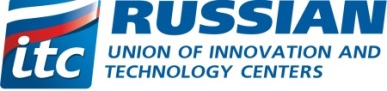 itc
RUSSIAN
UNION OF INNOVATION AND
TECHNOLOGY CENTERS